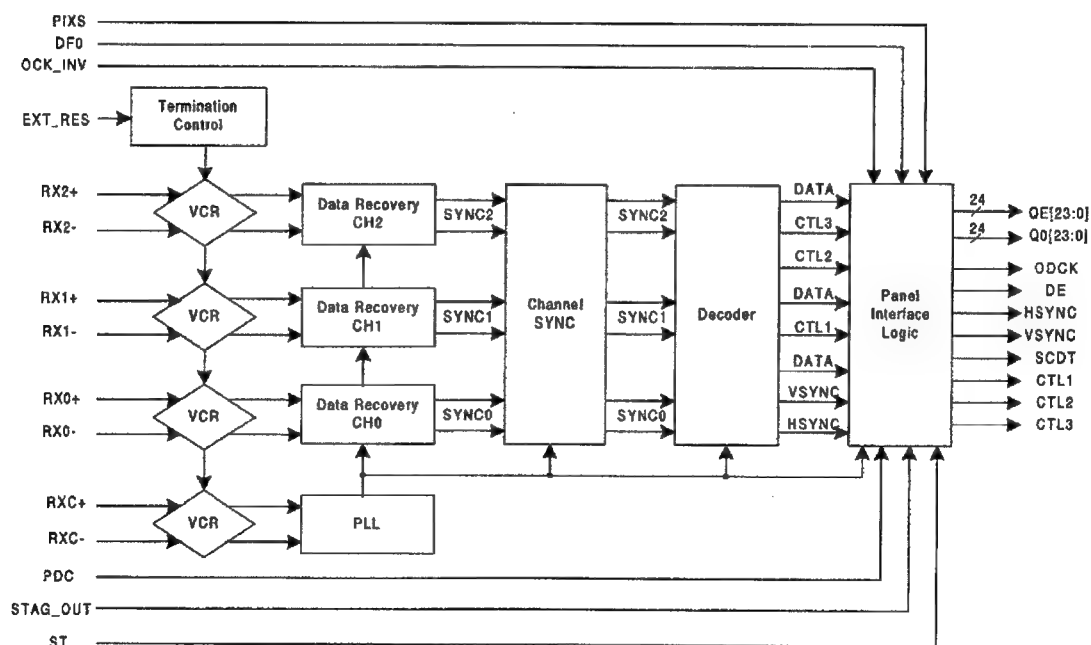 PIXS
DF0
OCK_INV
EXT_RES
Termination
Control
RX2+
RX2-
VCR
Data Recovery
CH2
SYNC2
SYNC2
RX1+
RX1-
VCR
Data Recovery
CH1
SYNC1
Channel
SYNC
SYNC1
RX0+
RX0-
VCR
Data Recovery
CH0
SYNC0
SYNC0
Decoder
DATA
CTL3
CTL2
DATA
CTL1
DATA
VSYNC
HSYNC
Panel
Interface
Logic
24
QE[23:0]
24
Q0[23:0]
ODCK
DE
HSYNC
VSYNC
SCDT
CTL1
CTL2
CTL3
RXC+
RXC-
VCR
PLL
PDC
STAG_OUT
ST